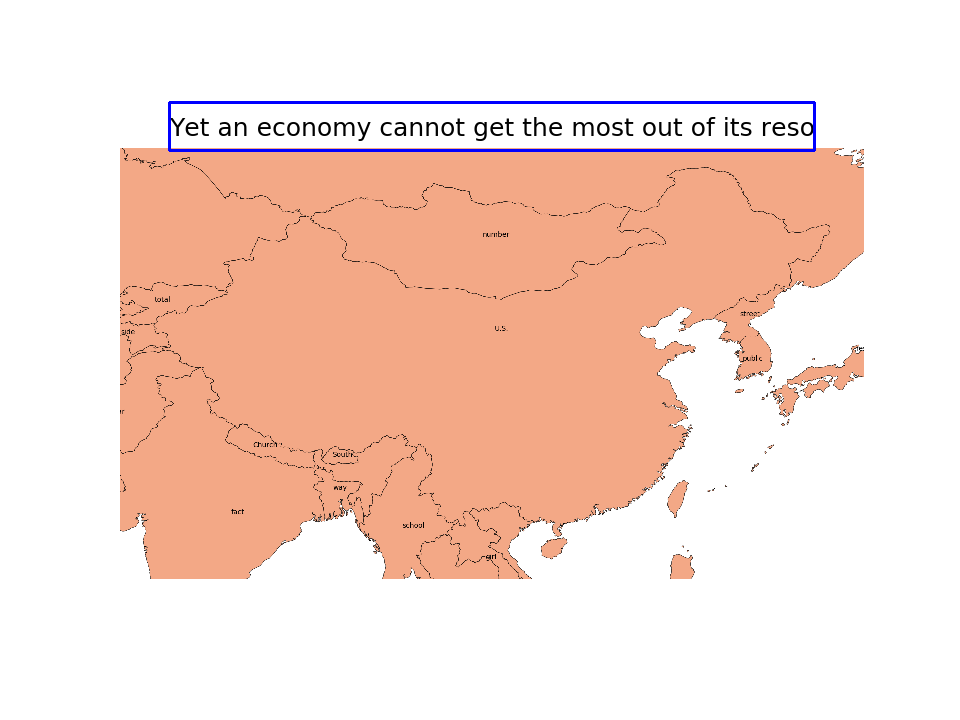 Yet an economy cannot get the most out of its reso
number
total
street
U.S.
side
public
Church
South
way
fact
school
girl